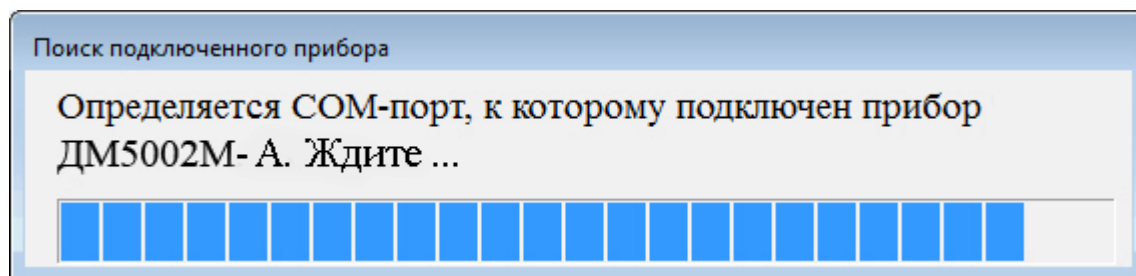 Поиск подключенного прибора
Определяется COM-порт, к которому подключен прибор
ДМ5002М- А. Ждите ...